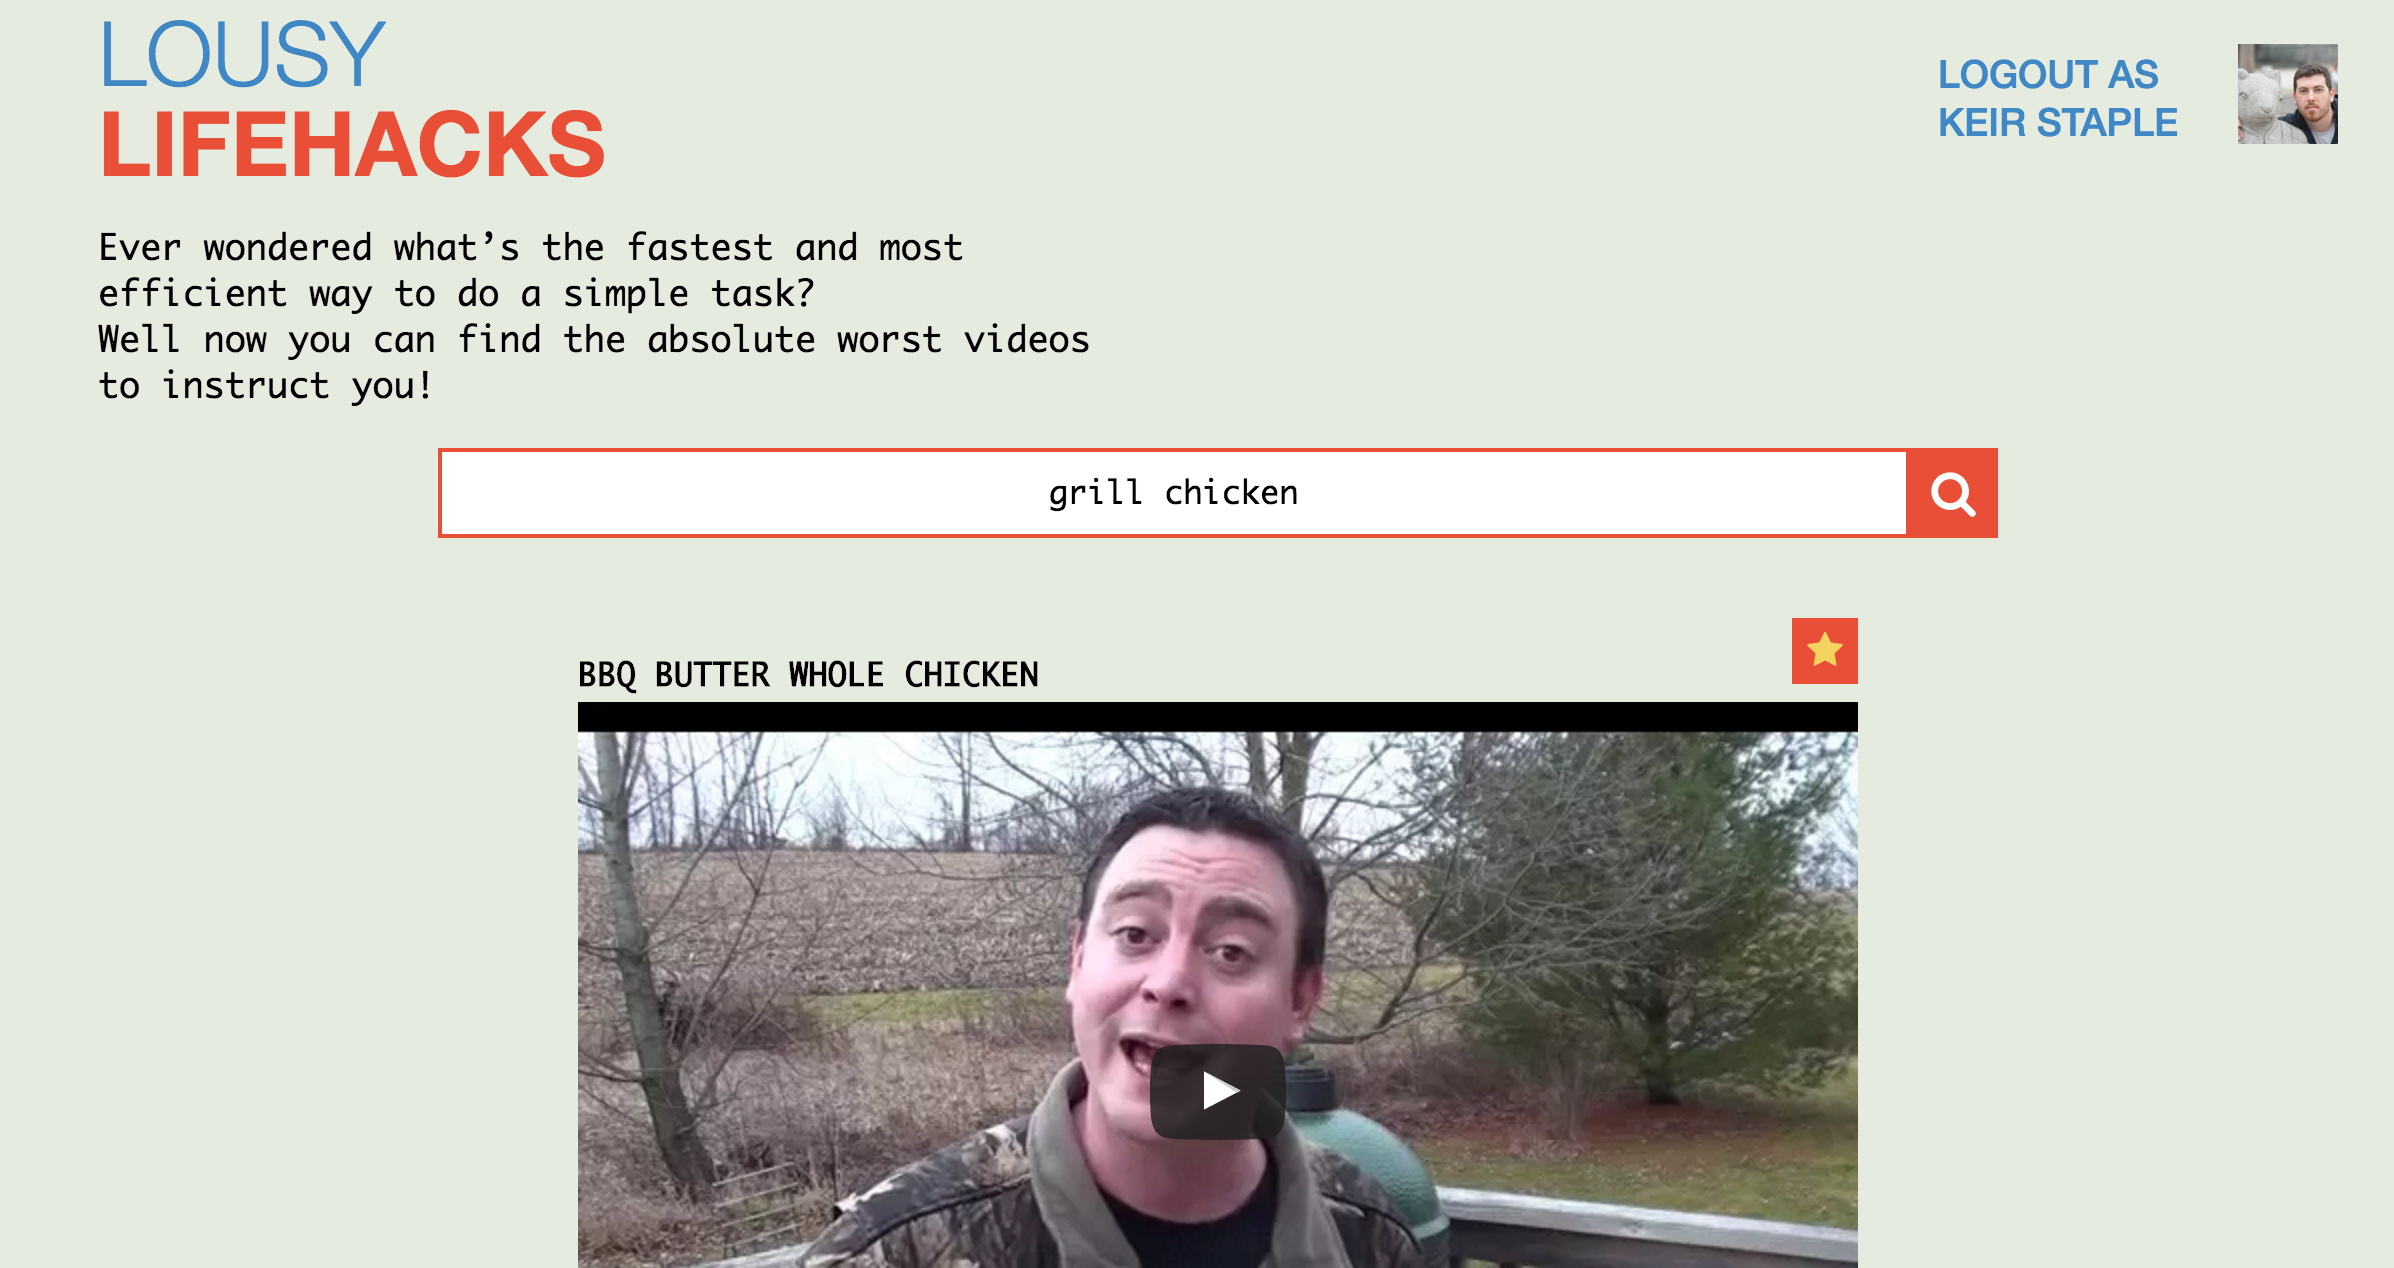 LOUSY
LIFEHACKS
LOGOUT AS
KEIR STAPLE
Ever wondered what’s the fastest and most
efficient way to do a simple task?
Well now you can find the absolute worst videos
to instruct you!
grill chicken
BBQ BUTTER WHOLE CHICKEN